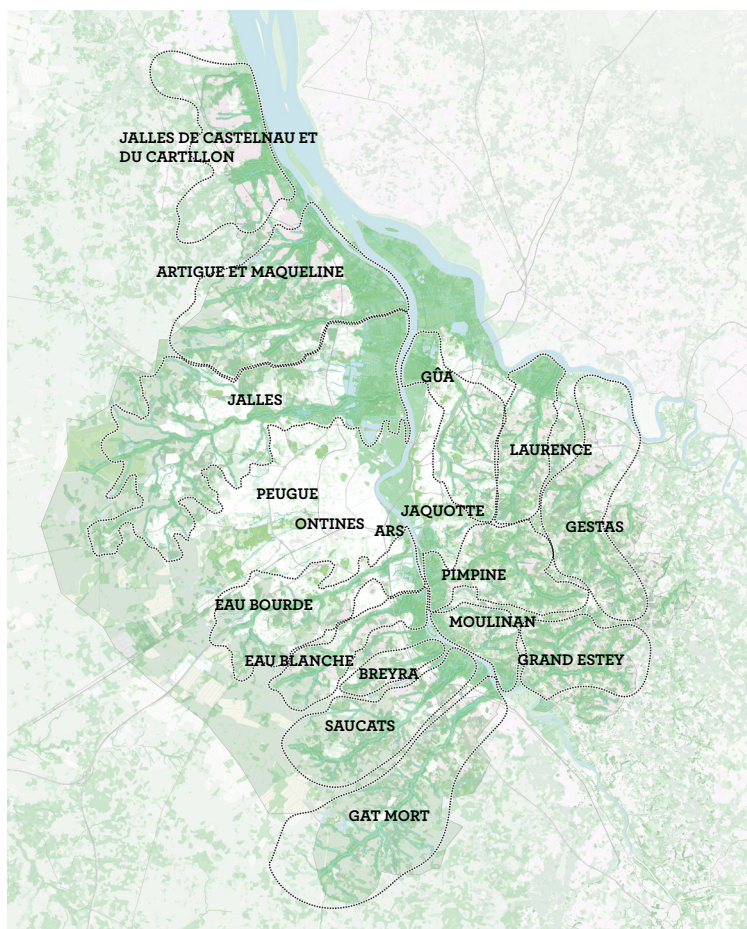 JALLES DE CASTELNAU ET
DU CARTILLON
ARTIGUE ET MAQUELINE
GÛA
JALLES
LAURENCE
PEUGUE
JAQUOTTE
ONTINES
ARS
GESTAS
PIMPINE
EAU BOURDE
MOULINAN
EAU BLANCHE
GRAND ESTEY
BREYRA
SAUCATS
GAT MORT